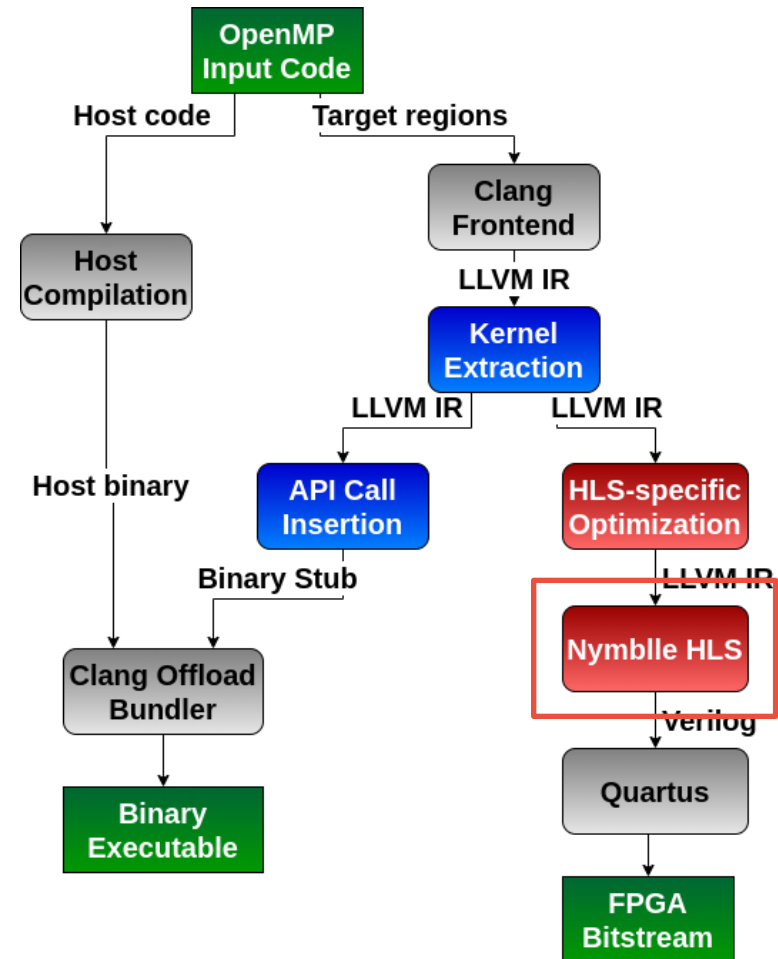 OpenMP
Input Code
Host code
Target regions
Clang
Frontend
Host
Compilation
LLVM IR
Kernel
Extraction
LLVM IR
LLVM IR
Host binary
API Call
Insertion
HLS-specific
Optimization
Binary Stub
LLVM IR
Nymblle HLS
Clang Offload
Bundler
Verilog
Quartus
Binary
Executable
FPGA
Bitstream